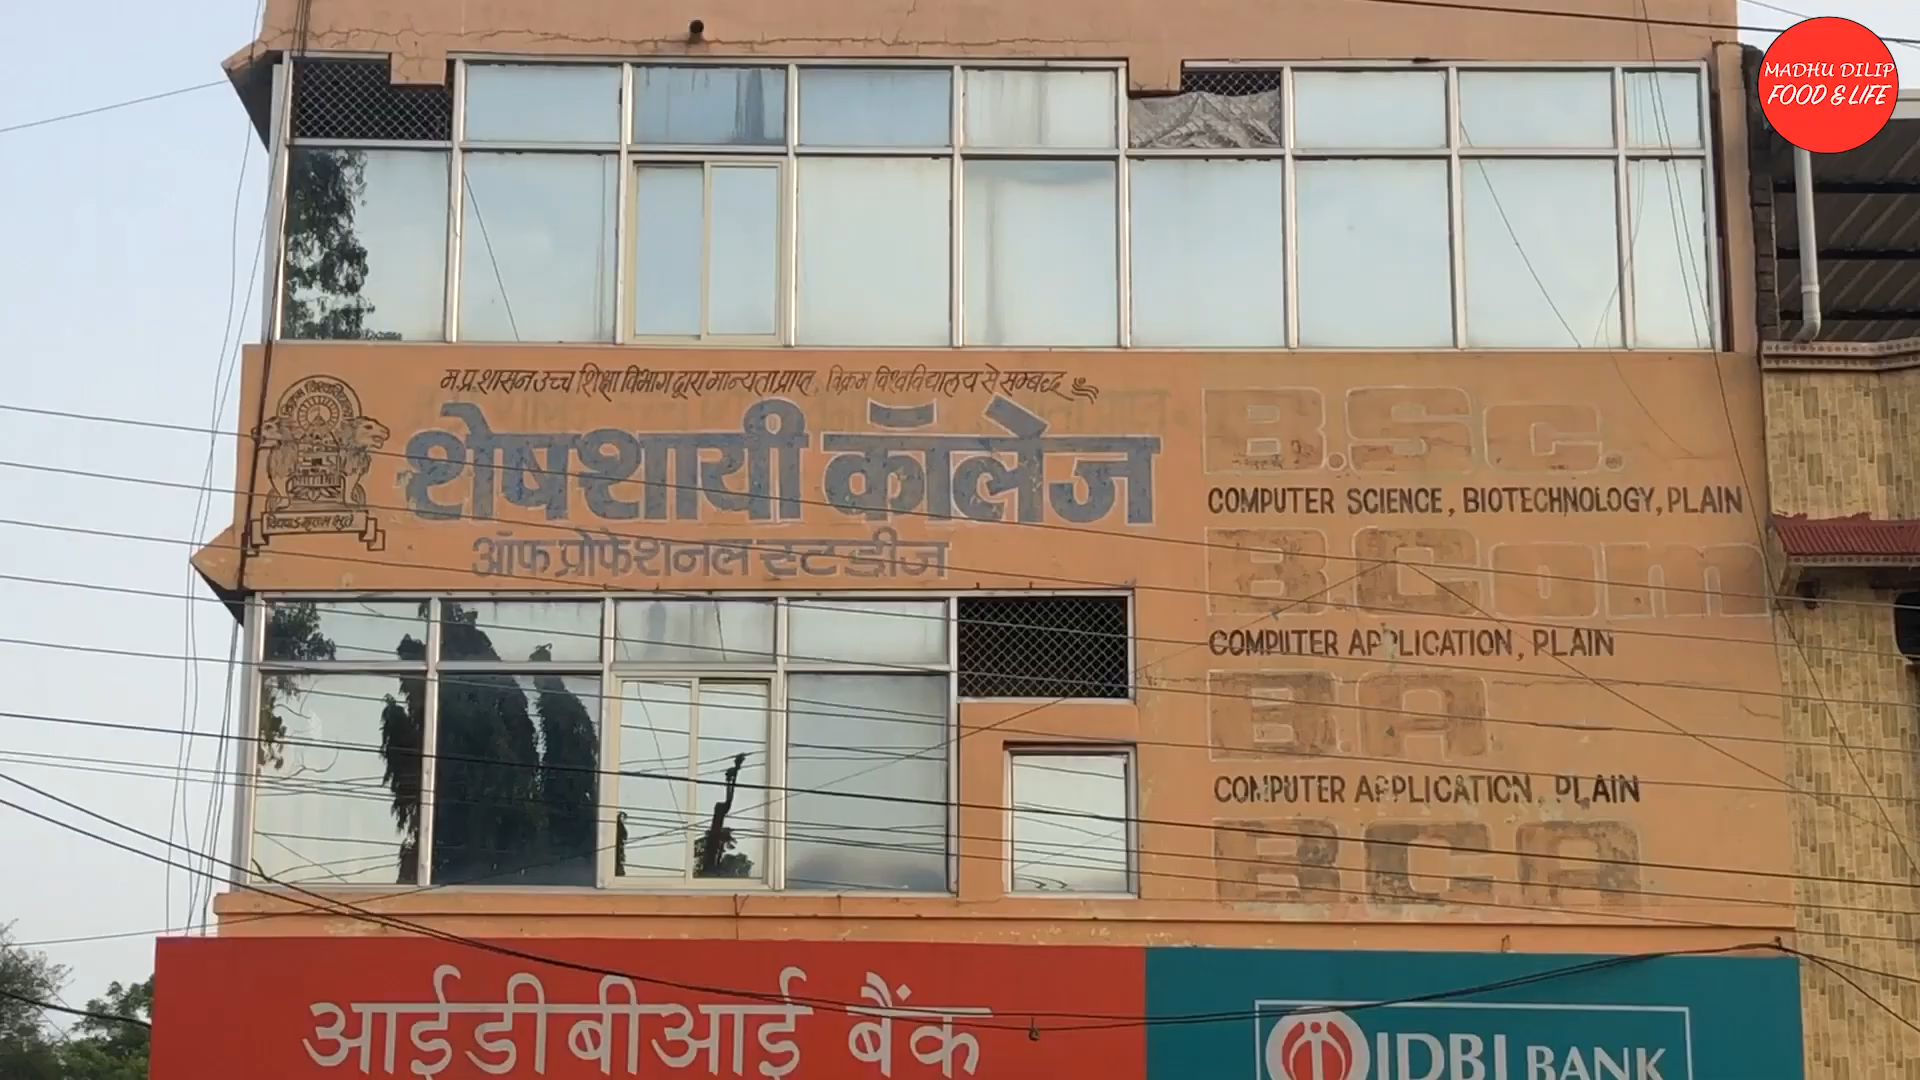 MADHU DILIP
FOOD & LIFE
म.प्र. शासन उच्च शिक्षा विभाग द्वारा मान्यता प्राप्त, विक्रम विश्वविद्यालय से सम्बद्ध
शेषशायी कॉलेज
ऑफ प्रोफेशनल स्टडीज
B.Sc.
COMPUTER SCIENCE, BIOTECHNOLOGY, PLAIN
B.Com
COMPUTER APPLICATION, PLAIN
B.A.
COMPUTER APPLICATION, PLAIN
BCA
आईडीबीआई बैंक
IDBI BANK